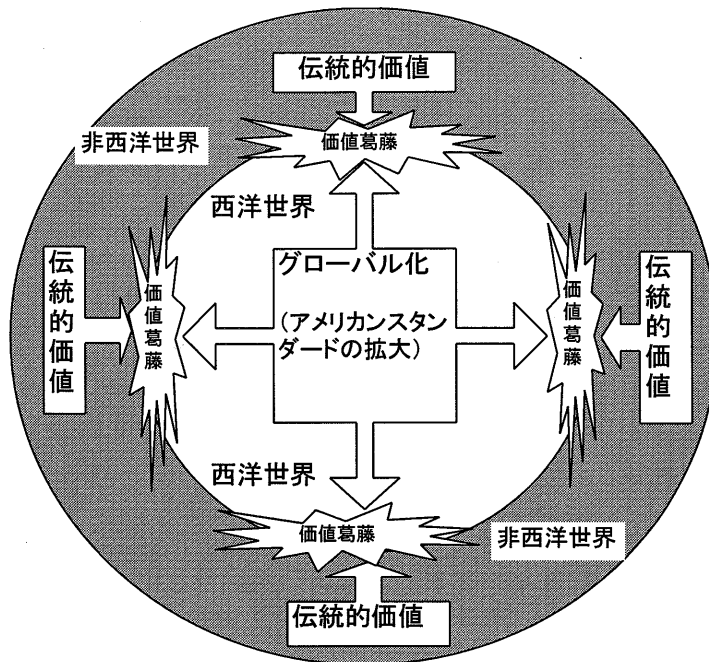 伝統的価値
価値葛藤
非西洋世界
西洋世界
グローバル化
(アメリカンスタン
ダードの拡大)
伝統的価値
価値葛藤
価値葛藤
伝統的価値
西洋世界
価値葛藤
非西洋世界
伝統的価値